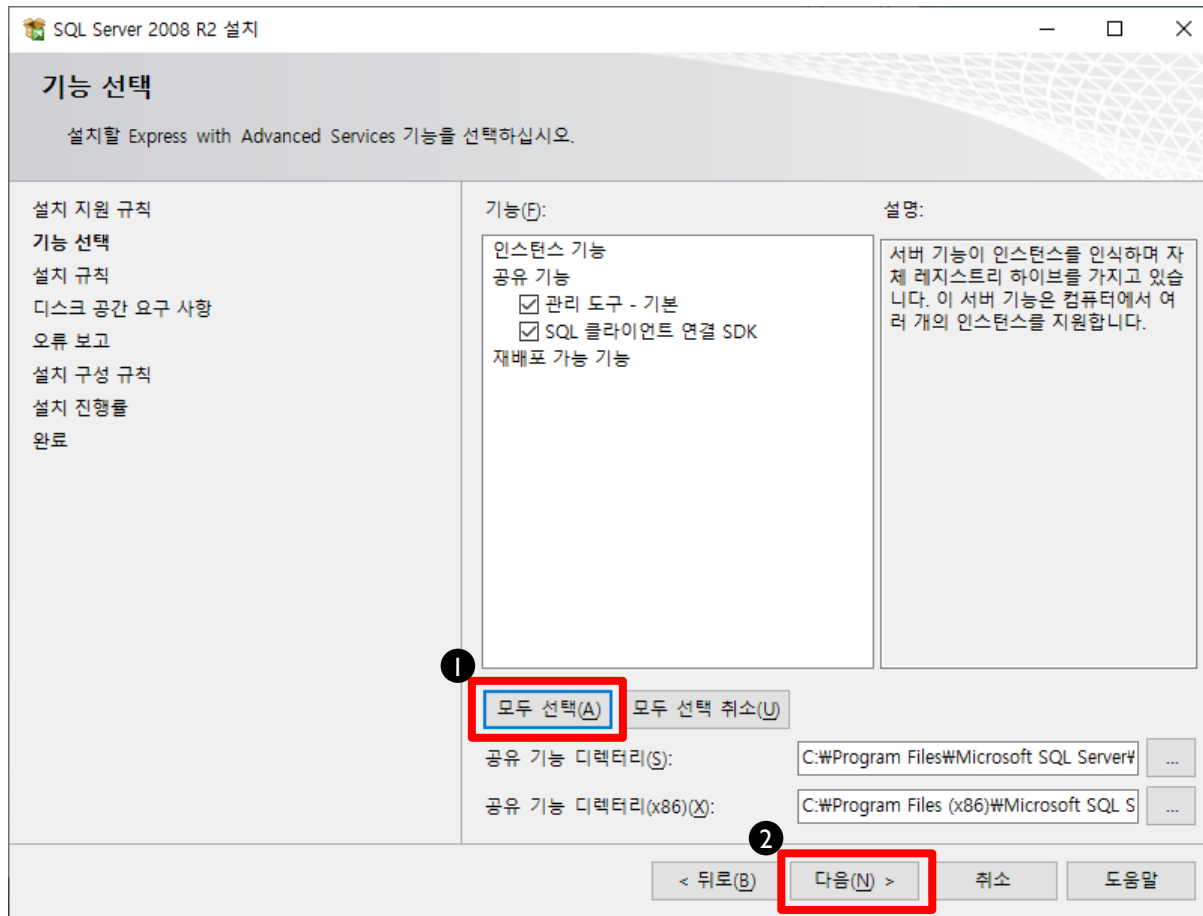 SQL Server 2008 R2 설치
기능 선택
설치할 Express with Advanced Services 기능을 선택하십시오.
설치 지원 규칙
기능 선택
설치 규칙
디스크 공간 요구 사항
오류 보고
설치 구성 규칙
설치 진행률
완료
기능(F):
인스턴스 기능
공유 기능
관리 도구 - 기본
SQL 클라이언트 연결 SDK
재배포 가능 기능
설명:
서버 기능이 인스턴스를 인식하며 자
체 레지스트리 하이브를 가지고 있습
니다. 이 서버 기능은 컴퓨터에서 여
러 개의 인스턴스를 지원합니다.
1
모두 선택(A) 모두 선택 취소(U)
공유 기능 디렉터리(S): C:₩Program Files₩Microsoft SQL Server₩ ...
공유 기능 디렉터리(x86)(X): C:₩Program Files (x86)₩Microsoft SQL S ...
2
< 뒤로(B) 다음(N) > 취소 도움말